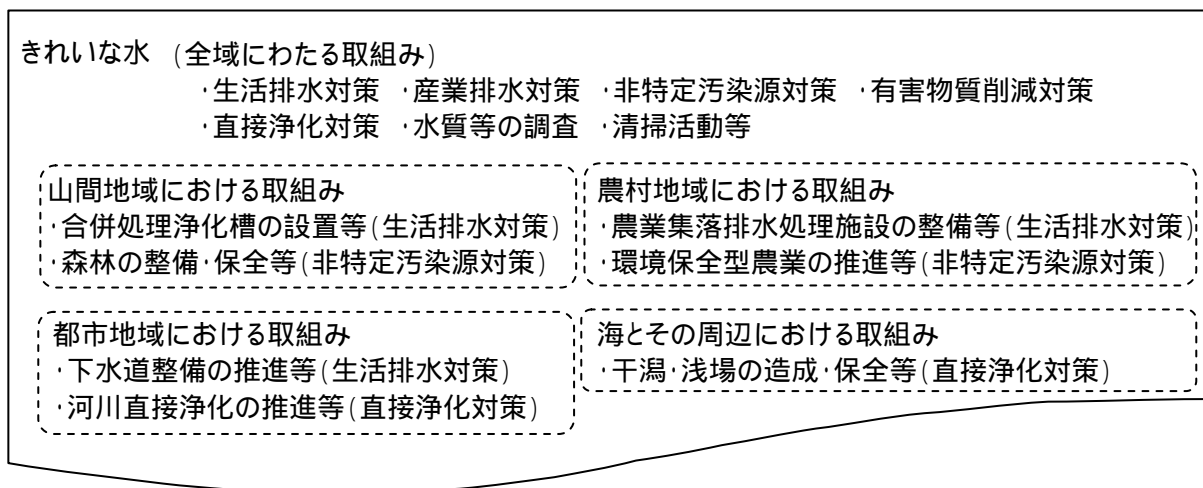 きれいな水 (全域にわたる取組み)
・生活排水対策 ・産業排水対策 ・非特定汚染源対策 ・有害物質削減対策
・直接浄化対策 ・水質等の調査 ・清掃活動等
山間地域における取組み
・合併処理浄化槽の設置等(生活排水対策)
・森林の整備・保全等(非特定汚染源対策)
農村地域における取組み
・農業集落排水処理施設の整備等(生活排水対策)
・環境保全型農業の推進等(非特定汚染源対策)
都市地域における取組み
・下水道整備の推進等(生活排水対策)
・河川直接浄化の推進等(直接浄化対策)
海とその周辺における取組み
・干潟・浅場の造成・保全等(直接浄化対策)